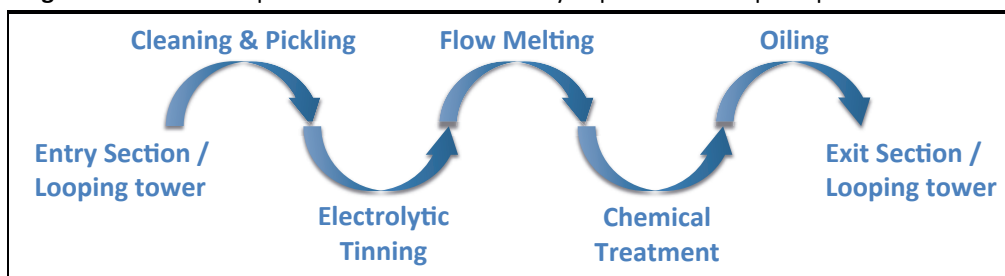 Cleaning & Pickling
Flow Melting
Oiling
Entry Section /
Looping tower
Exit Section /
Looping tower
Electrolytic
Tinning
Chemical
Treatment